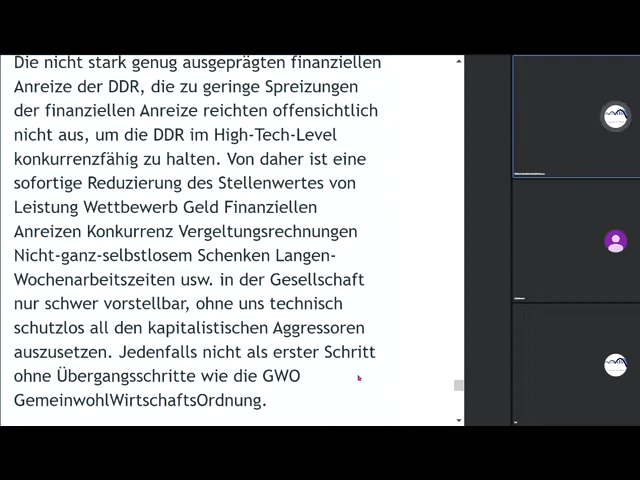 Die nicht stark genug ausgeprägten finanziellen
Anreize der DDR, die zu geringe Spreizungen
der finanziellen Anreize reichten offensichtlich
nicht aus, um die DDR im High-Tech-Level
konkurrenzfähig zu halten. Von daher ist eine
sofortige Reduzierung des Stellenwertes von
Leistung Wettbewerb Geld Finanziellen
Anreizen Konkurrenz Vergeltungsrechnungen
Nicht-ganz-selbstlosem Schenken Langen-
Wochenarbeitszeiten usw. in der Gesellschaft
nur schwer vorstellbar, ohne uns technisch
schutzlos all den kapitalistischen Aggressoren
auszusetzen. Jedenfalls nicht als erster Schritt
ohne Übergangsschritte wie die GWO
GemeinwohlWirtschaftsOrdnung.